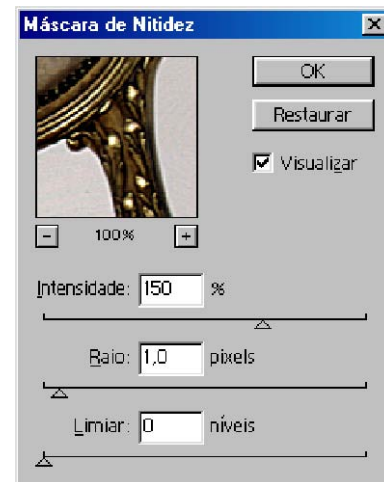 Máscara de Nitidez
OK
Restaurar
Visualizar
- 100% +
Intensidade: 150 %
Raio: 1,0 pixels
Limiar: 0 níveis